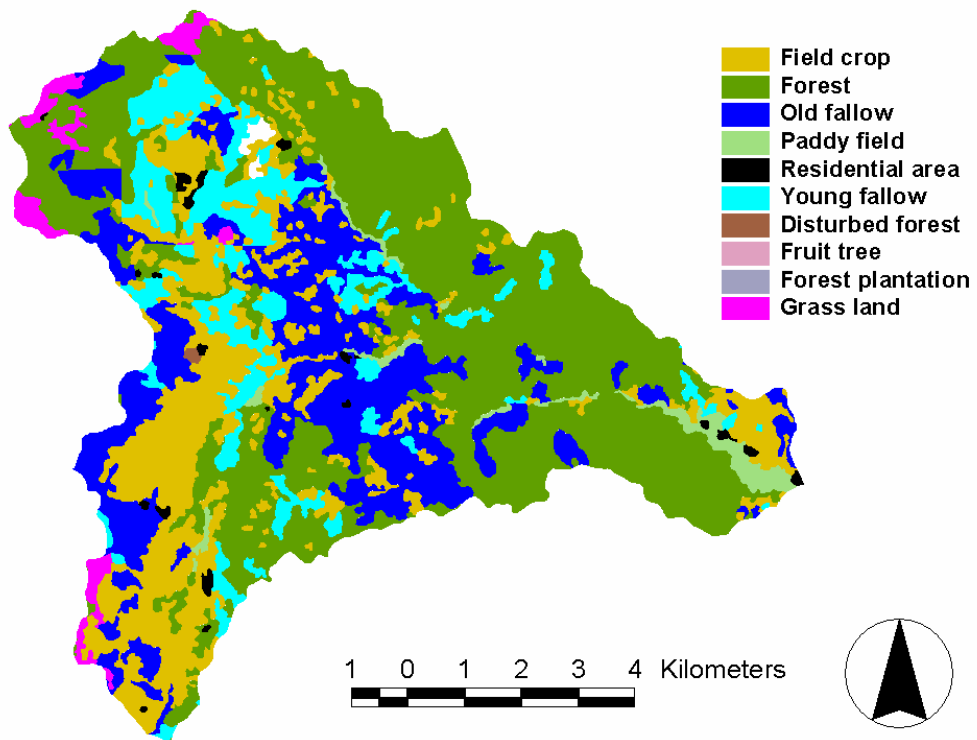 Field crop
Forest
Old fallow
Paddy field
Residential area
Young fallow
Disturbed forest
Fruit tree
Forest plantation
Grass land
1 0 1 2 3 4 Kilometers